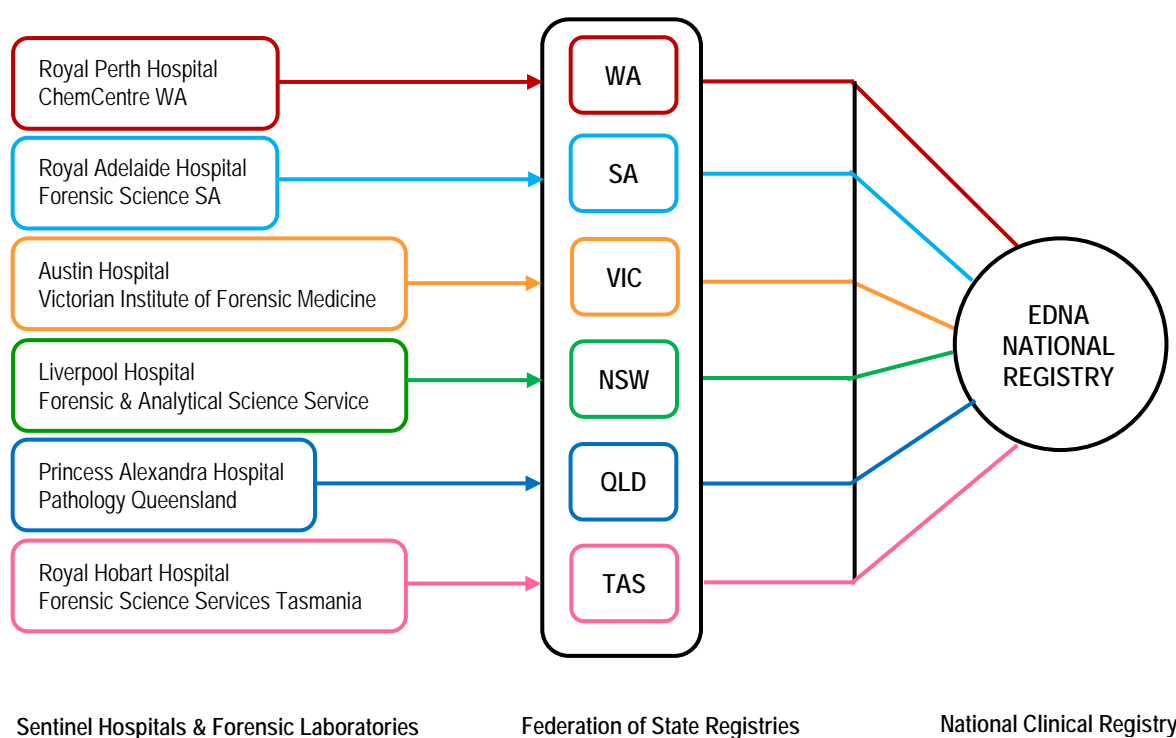 Royal Perth Hospital
ChemCentre WA
WA
Royal Adelaide Hospital
Forensic Science SA
SA
Austin Hospital
Victorian Institute of Forensic Medicine
VIC
Liverpool Hospital
Forensic & Analytical Science Service
NSW
Princess Alexandra Hospital
Pathology Queensland
QLD
Royal Hobart Hospital
Forensic Science Services Tasmania
TAS
EDNA
NATIONAL
REGISTRY
Sentinel Hospitals & Forensic Laboratories
Federation of State Registries
National Clinical Registry